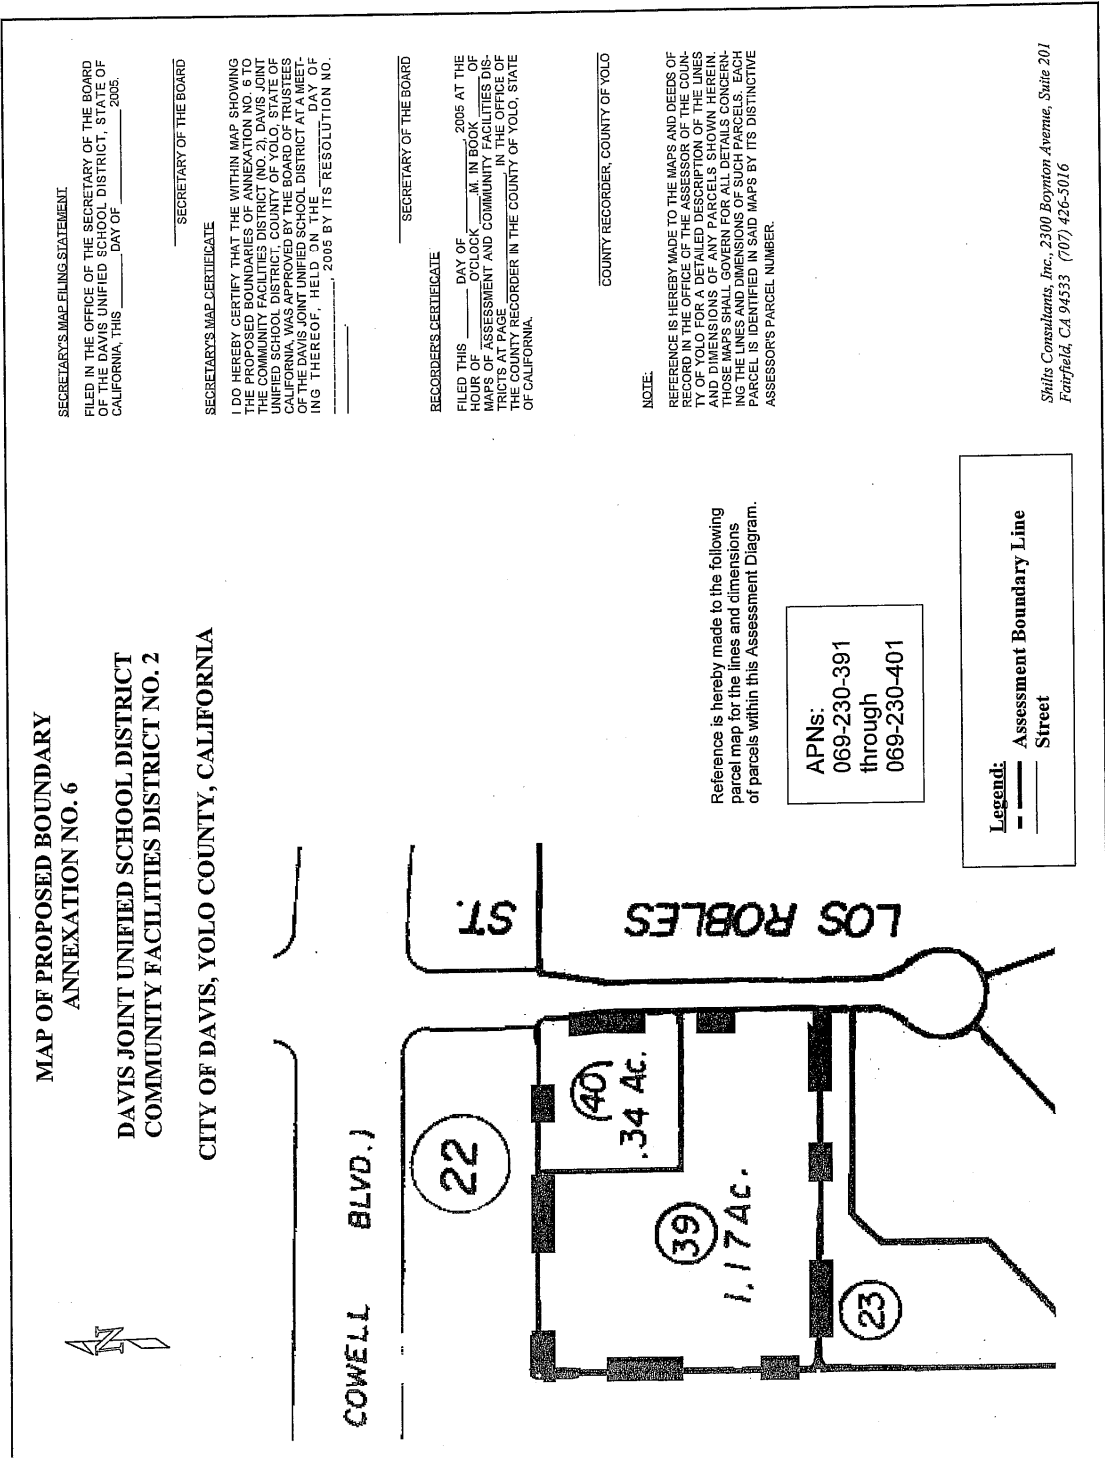 MAP OF PROPOSED BOUNDARY
ANNEXATION NO. 6
DAVIS JOINT UNIFIED SCHOOL DISTRICT
COMMUNITY FACILITIES DISTRICT NO. 2
CITY OF DAVIS, YOLO COUNTY, CALIFORNIA
N
COWELL BLVD.)
22
ST.
LOS ROBLES
40
.34 Ac.
39
1.17 Ac.
23
Reference is hereby made to the following
parcel map for the lines and dimensions
of parcels within this Assessment Diagram.
APNs:
069-230-391
through
069-230-401
Legend:
Assessment Boundary Line
Street
SECRETARY'S MAP FILING STATEMENT
FILED IN THE OFFICE OF THE SECRETARY OF THE BOARD
OF THE DAVIS UNIFIED SCHOOL DISTRICT, STATE OF
CALIFORNIA, THIS ______ DAY OF __________ 2005.
SECRETARY OF THE BOARD
SECRETARY'S MAP CERTIFICATE
I DO HEREBY CERTIFY THAT THE WITHIN MAP SHOWING
THE PROPOSED BOUNDARIES OF ANNEXATION NO. 6 TO
THE COMMUNITY FACILITIES DISTRICT (NO. 2), DAVIS JOINT
UNIFIED SCHOOL DISTRICT, COUNTY OF YOLO, STATE OF
CALIFORNIA, WAS APPROVED BY THE BOARD OF TRUSTEES
OF THE DAVIS JOINT UNIFIED SCHOOL DISTRICT AT A MEET-
ING THEREOF, HELD ON THE ______ DAY OF
____________, 2005 BY ITS RESOLUTION NO.
________.
SECRETARY OF THE BOARD
RECORDER'S CERTIFICATE
FILED THIS _____ DAY OF __________, 2005 AT THE
HOUR OF ______ O'CLOCK ___.M. IN BOOK ______ OF
MAPS OF ASSESSMENT AND COMMUNITY FACILITIES DIS-
TRICTS AT PAGE __________, IN THE OFFICE OF
THE COUNTY RECORDER IN THE COUNTY OF YOLO, STATE
OF CALIFORNIA.
COUNTY RECORDER, COUNTY OF YOLO
NOTE:
REFERENCE IS HEREBY MADE TO THE MAPS AND DEEDS OF
RECORD IN THE OFFICE OF THE ASSESSOR OF THE COUN-
TY OF YOLO FOR A DETAILED DESCRIPTION OF THE LINES
AND DIMENSIONS OF ANY PARCELS SHOWN HEREIN.
THOSE MAPS SHALL GOVERN FOR ALL DETAILS CONCERN-
ING THE LINES AND DIMENSIONS OF SUCH PARCELS. EACH
PARCEL IS IDENTIFIED IN SAID MAPS BY ITS DISTINCTIVE
ASSESSOR'S PARCEL NUMBER.
Shilts Consultants, Inc., 2300 Boynton Avenue, Suite 201
Fairfield, CA 94533 (707) 426-5016